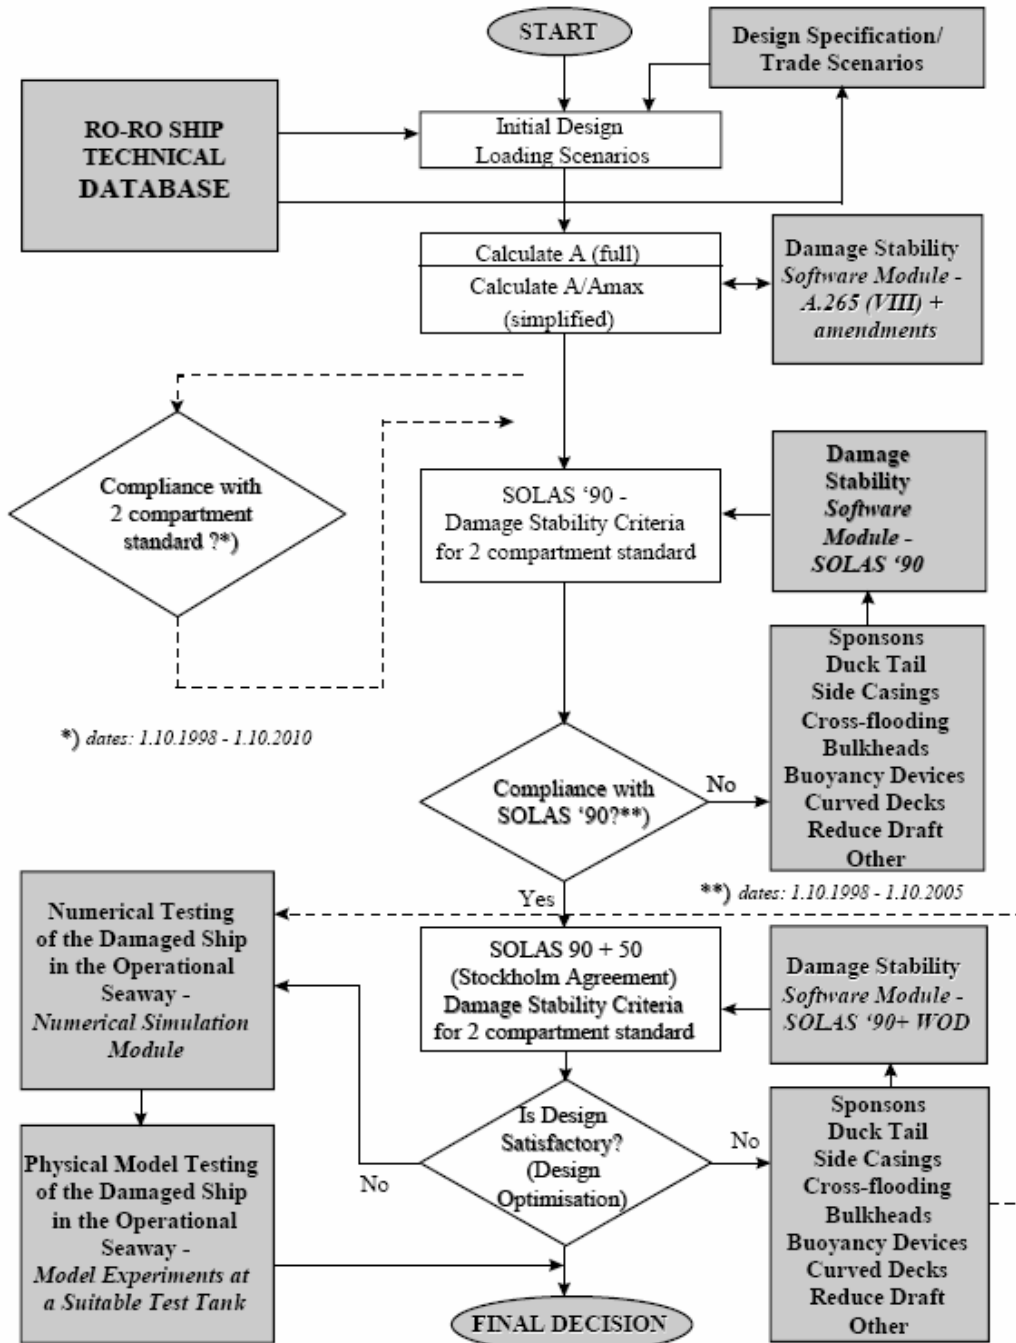 START
Design Specification/
Trade Scenarios
RO-RO SHIP
TECHNICAL
DATABASE
Initial Design
Loading Scenarios
Calculate A (full)
Calculate A/Amax
(simplified)
Damage Stability
Software Module -
A.265 (VIII) +
amendments
Compliance with
2 compartment
standard ?*)
SOLAS ‘90 -
Damage Stability Criteria
for 2 compartment standard
Damage
Stability
Software
Module -
SOLAS ‘90
*) dates: 1.10.1998 - 1.10.2010
Compliance with
SOLAS ‘90?**)
No
Yes
Sponsons
Duck Tail
Side Casings
Cross-flooding
Bulkheads
Buoyancy Devices
Curved Decks
Reduce Draft
Other
**) dates: 1.10.1998 - 1.10.2005
Numerical Testing
of the Damaged Ship
in the Operational
Seaway -
Numerical Simulation
Module
SOLAS 90 + 50
(Stockholm Agreement)
Damage Stability Criteria
for 2 compartment standard
Damage Stability
Software Module -
SOLAS ‘90+ WOD
Is Design
Satisfactory?
(Design
Optimisation)
No
No
Physical Model Testing
of the Damaged Ship
in the Operational
Seaway -
Model Experiments at
a Suitable Test Tank
Sponsons
Duck Tail
Side Casings
Cross-flooding
Bulkheads
Buoyancy Devices
Curved Decks
Reduce Draft
Other
FINAL DECISION